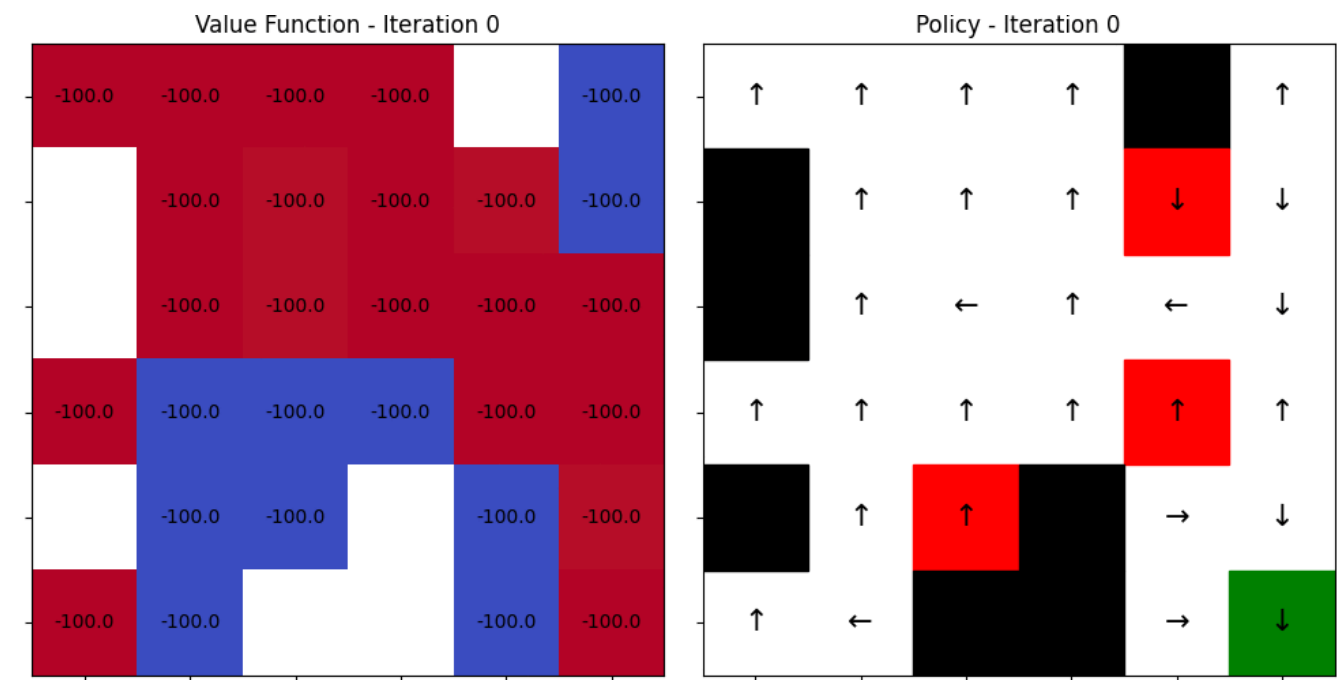 Value Function - Iteration 0
-100.0 -100.0 -100.0 -100.0 -100.0
-100.0 -100.0 -100.0 -100.0 -100.0
-100.0 -100.0 -100.0 -100.0 -100.0
-100.0 -100.0 -100.0 -100.0 -100.0 -100.0
-100.0 -100.0 -100.0 -100.0
-100.0 -100.0 -100.0 -100.0
Policy - Iteration 0
↑ ↑ ↑ ↑ ↑
↑ ↑ ↑ ↓ ↓
↑ ← ↑ ← ↓
↑ ↑ ↑ ↑ ↑ ↑
↑ ↑ → ↓
↑ ← → ↓